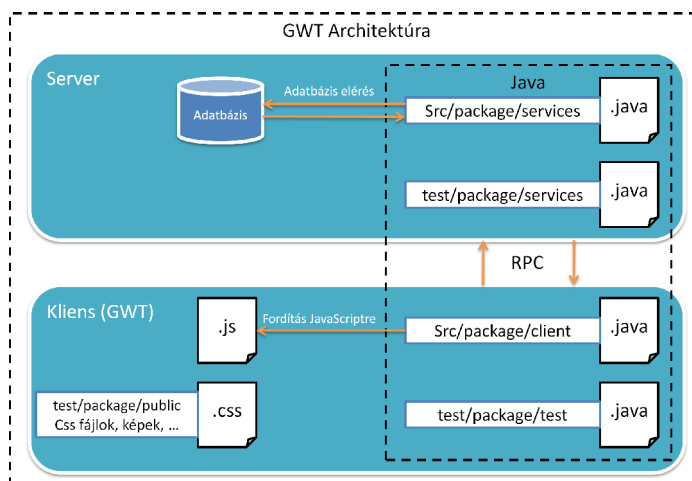 GWT Architektúra
Server
Java
Adatbázis
Adatbázis elérés
Src/package/services
.java
test/package/services
.java
RPC
Kliens (GWT)
.js
Fordítás JavaScriptre
Src/package/client
.java
test/package/public
Css fájlok, képek, ...
.css
test/package/test
.java